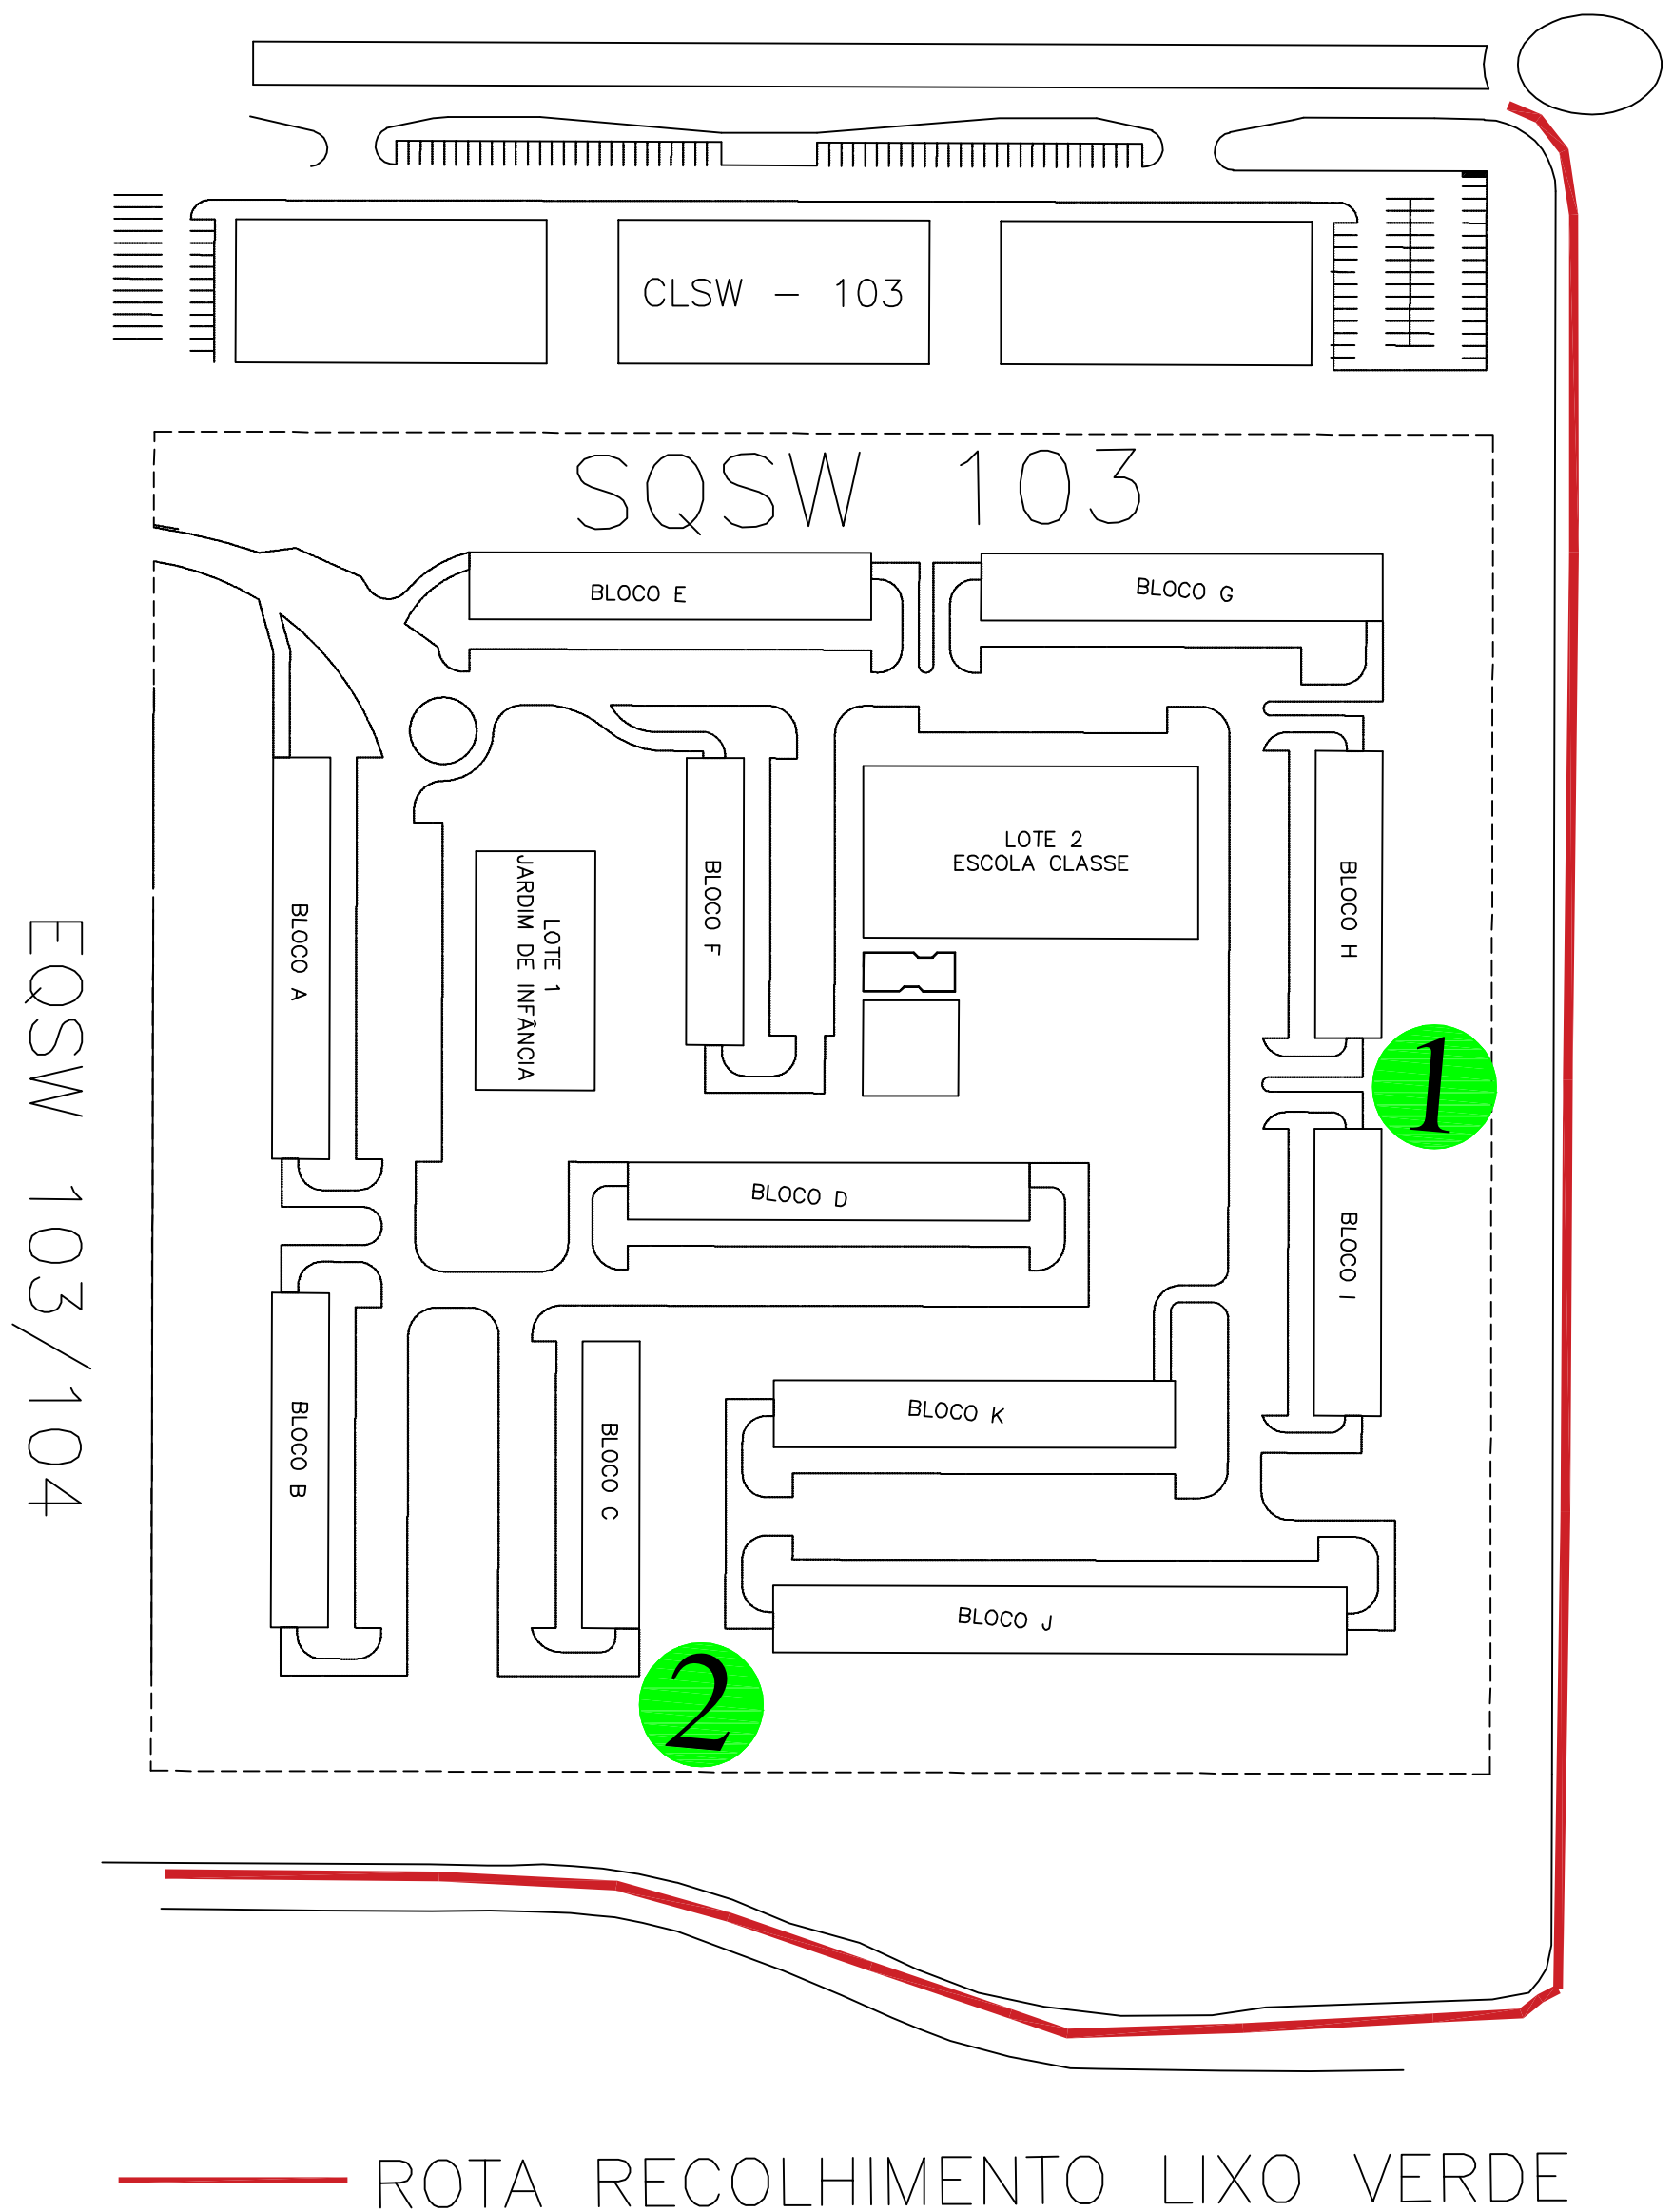 CLSW - 103
SQSW 103
BLOCO E
BLOCO G
LOTE 2
ESCOLA CLASSE
BLOCO H
BLOCO F
LOTE 1
JARDIM DE INFÂNCIA
BLOCO A
EQSW 103/104
1
BLOCO D
BLOCO I
BLOCO K
BLOCO B
BLOCO C
BLOCO J
2
ROTA RECOLHIMENTO LIXO VERDE